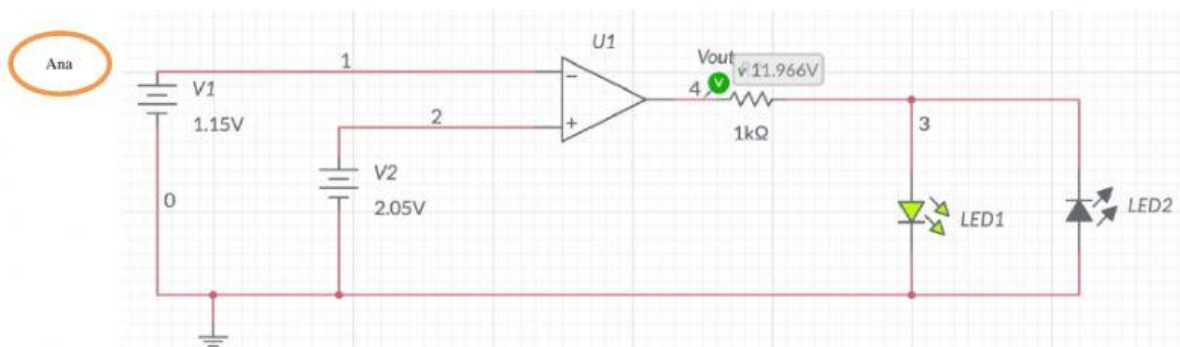 Ana
U1
Vout
V
11.966V
1
4
V1
1.15V
2
1kΩ
3
V2
2.05V
0
LED1
LED2